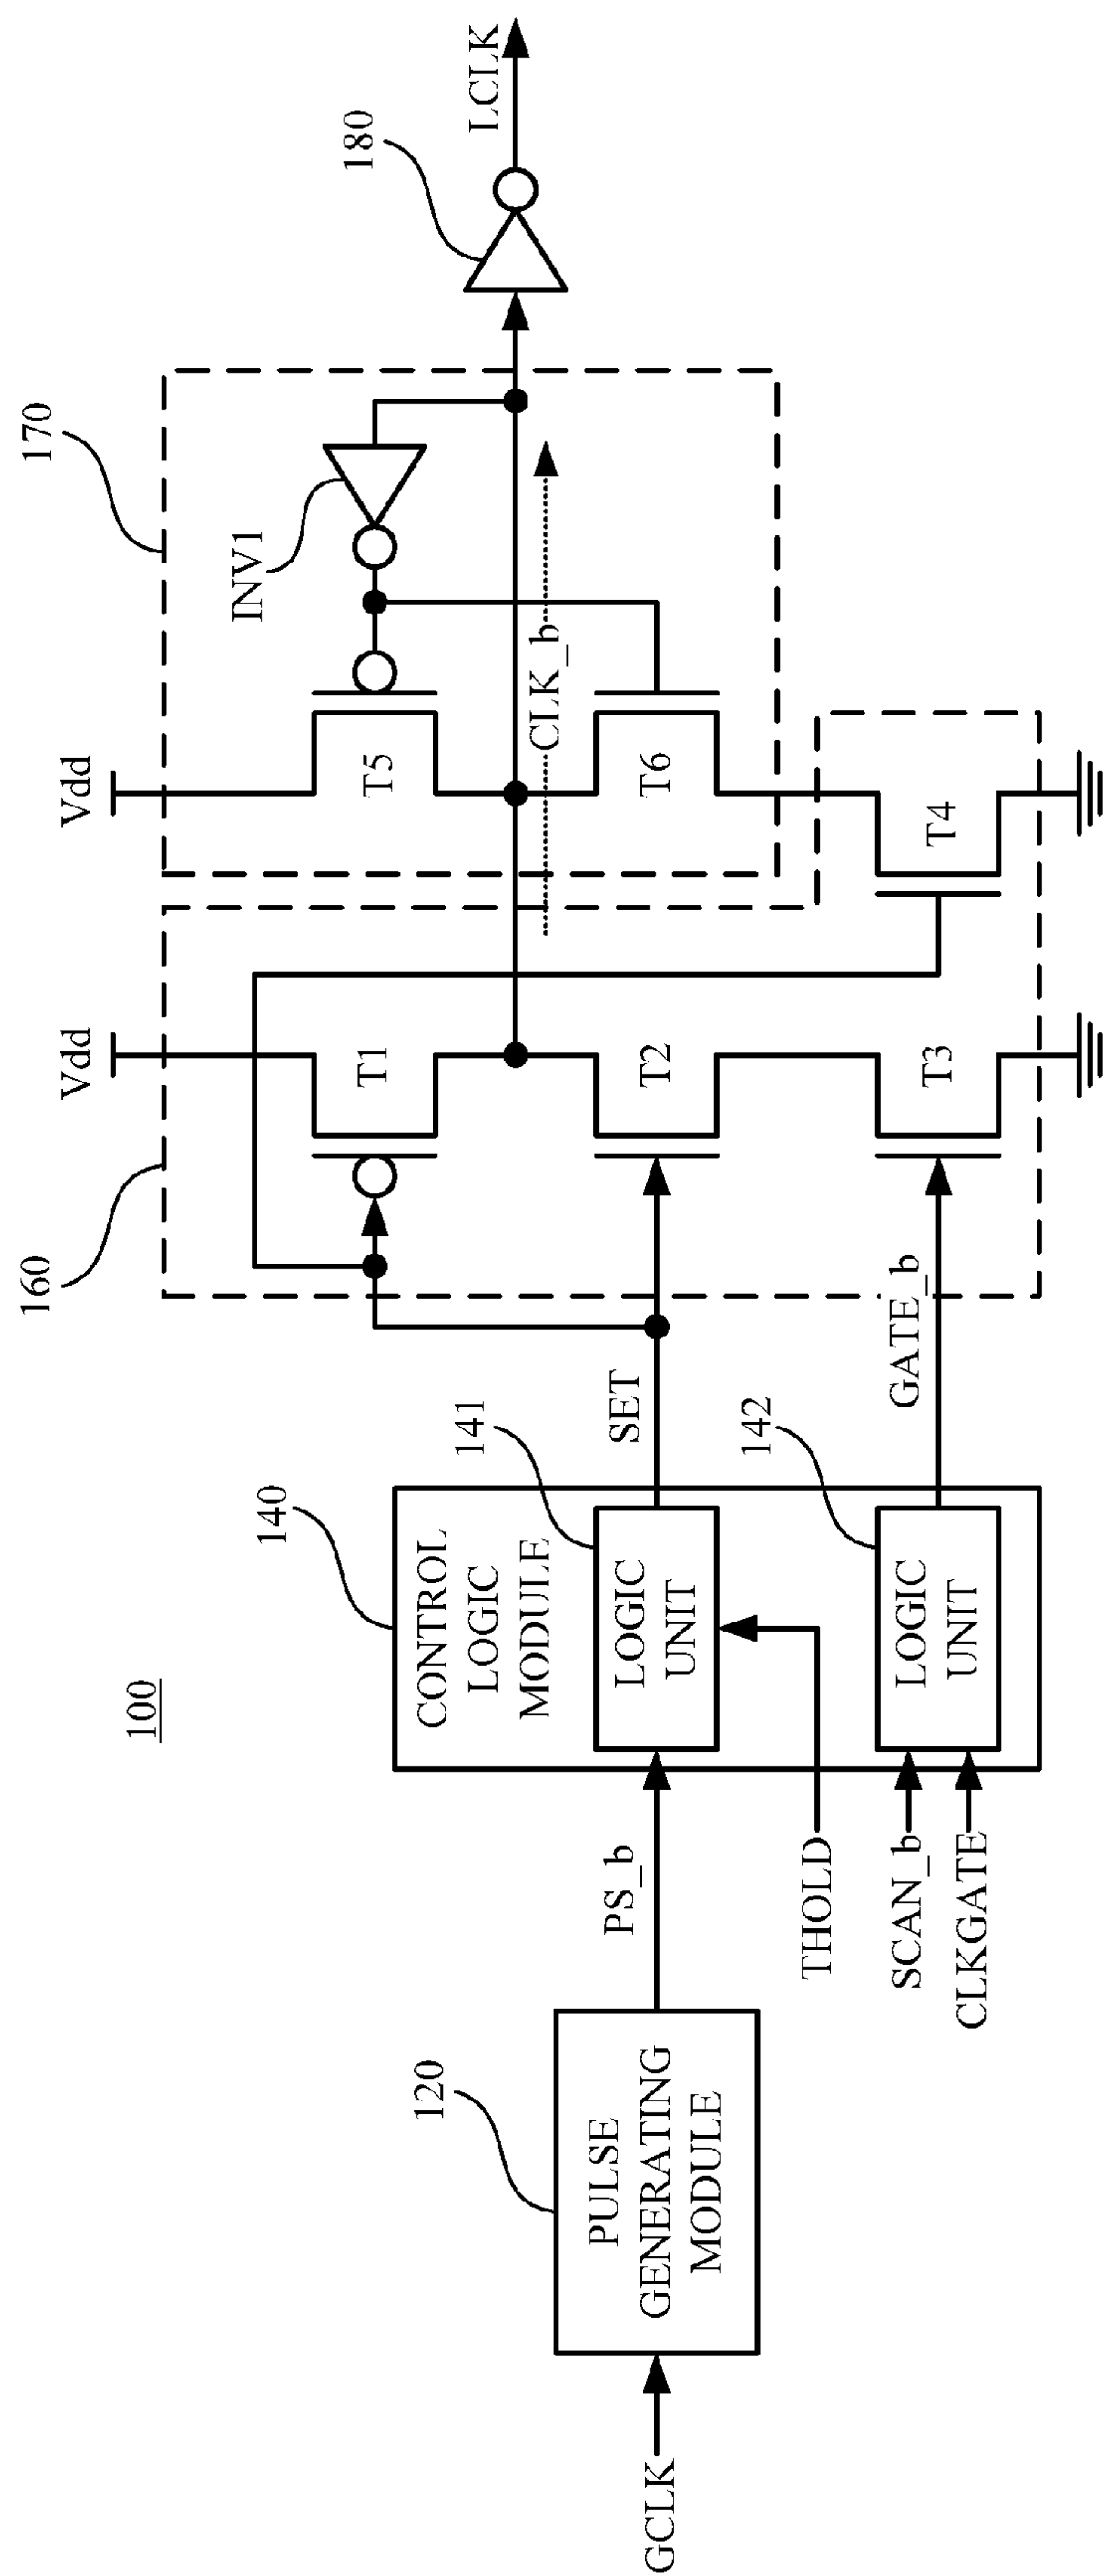 100
GCLK
120
PULSE
GENERATING
MODULE
PS_b
THOLD
SCAN_b
CLKGATE
140
CONTROL
LOGIC
MODULE
141
LOGIC
UNIT
142
LOGIC
UNIT
SET
GATE_b
160
Vdd
T1
T2
T3
170
Vdd
T5
T6
T4
INV1
CLK_b
180
LCLK